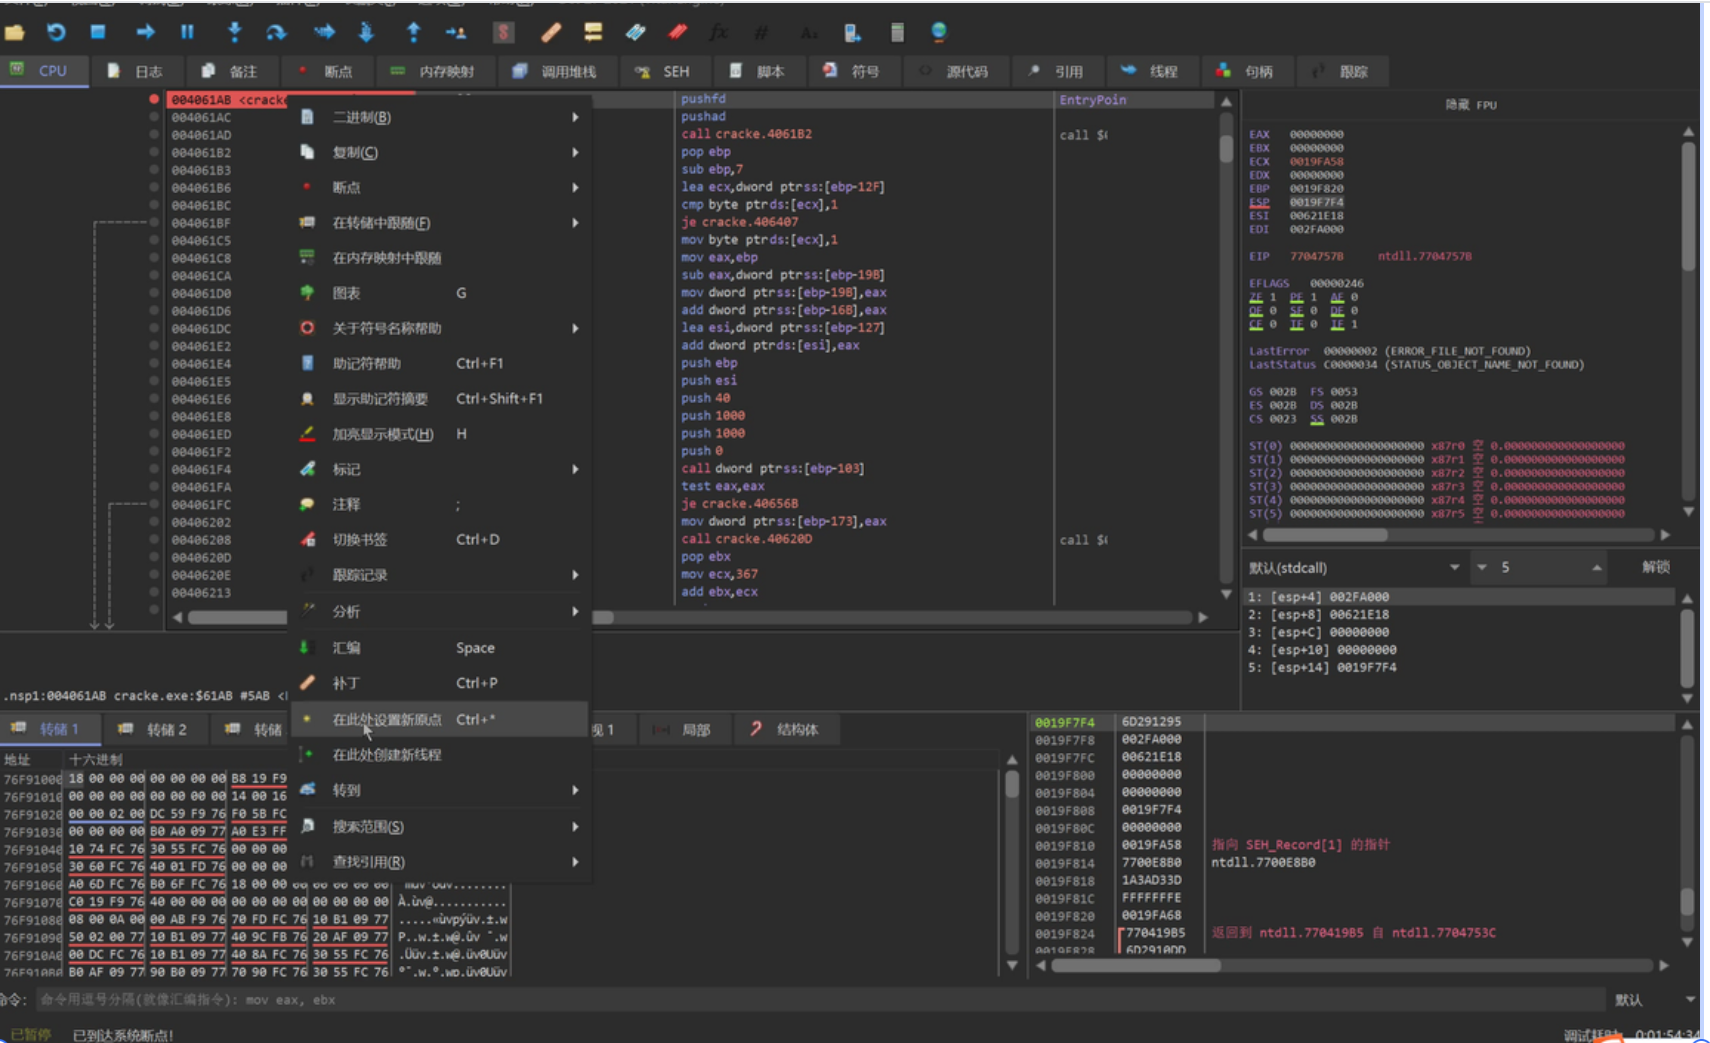 CPU 日志 备注 断点 内存映射 调用堆栈 SEH 脚本 符号 源代码 引用 线程 句柄 跟踪
004061AB <cracke
004061AC
004061AD
004061B2
004061B3
004061B6
004061BC
004061BF
004061C5
004061C8
004061CA
004061D0
004061D6
004061DC
004061E2
004061E4
004061E5
004061E6
004061E8
004061ED
004061F2
004061F4
004061FA
004061FC
00406202
00406208
0040620D
0040620E
00406213
二进制(B)
复制(C)
断点
在转储中跟随(F)
在内存映射中跟随
图表 G
关于符号名称帮助
助记符帮助 Ctrl+F1
显示助记符摘要 Ctrl+Shift+F1
加亮显示模式(H) H
标记
注释 ;
切换书签 Ctrl+D
跟踪记录
分析
汇编 Space
补丁 Ctrl+P
在此处设置新原点 Ctrl+*
在此处创建新线程
转到
搜索范围(S)
查找引用(R)
pushfd EntryPoin
pushad
call cracke.4061B2 call $(
pop ebp
sub ebp,7
lea ecx,dword ptrss:[ebp-12F]
cmp byte ptrds:[ecx],1
je cracke.406407
mov byte ptrds:[ecx],1
mov eax,ebp
sub eax,dword ptrss:[ebp-19B]
mov dword ptrss:[ebp-19B],eax
add dword ptrss:[ebp-16B],eax
lea esi,dword ptrss:[ebp-127]
add dword ptrds:[esi],eax
push ebp
push esi
push 40
push 1000
push 1000
push 0
call dword ptrss:[ebp-103]
test eax,eax
je cracke.40656B
mov dword ptrss:[ebp-173],eax
call cracke.40620D call $(
pop ebx
mov ecx,367
add ebx,ecx
隐藏 FPU
EAX 00000000
EBX 00000000
ECX 0019FA58
EDX 00000000
EBP 0019F820
ESP 0019F7F4
ESI 00621E18
EDI 002FA000
EIP 7704757B ntdll.7704757B
EFLAGS 00000246
ZF 1 PF 1 AF 0
OF 0 SF 0 DF 0
CF 0 TF 0 IF 1
LastError 00000002 (ERROR_FILE_NOT_FOUND)
LastStatus C0000034 (STATUS_OBJECT_NAME_NOT_FOUND)
GS 002B FS 0053
ES 002B DS 002B
CS 0023 SS 002B
ST(0) 00000000000000000000 x87r0 空 0.000000000000000000
ST(1) 00000000000000000000 x87r1 空 0.000000000000000000
ST(2) 00000000000000000000 x87r2 空 0.000000000000000000
ST(3) 00000000000000000000 x87r3 空 0.000000000000000000
ST(4) 00000000000000000000 x87r4 空 0.000000000000000000
ST(5) 00000000000000000000 x87r5 空 0.000000000000000000
默认(stdcall) 5 解锁
1: [esp+4] 002FA000
2: [esp+8] 00621E18
3: [esp+C] 00000000
4: [esp+10] 00000000
5: [esp+14] 0019F7F4
.nsp1:004061AB cracke.exe:$61AB #5AB <
转储 1 转储 2 转储 视 1 局部 结构体
地址 十六进制
76F91000 18 00 00 00 00 00 00 00 B8 19 F9
76F91010 00 00 00 00 00 00 00 00 14 00 16
76F91020 00 00 02 00 DC 59 F9 76 F0 5B FC
76F91030 00 00 00 00 B0 A0 09 77 A0 E3 FF
76F91040 10 74 FC 76 30 55 FC 76 00 00 00
76F91050 30 60 FC 76 40 01 FD 76 00 00 00
76F91060 A0 6D FC 76 B0 6F FC 76 18 00 00 00 00 00 00 00
76F91070 C0 19 F9 76 40 00 00 00 00 00 00 00 00 00 00 00 À.ùv@...........
76F91080 08 00 0A 00 00 AB F9 76 70 FD FC 76 10 B1 09 77 .....«ùvpýüv.±.w
76F91090 50 02 00 77 10 B1 09 77 40 9C FB 76 20 AF 09 77 P..w.±.w@.ûv ¯.w
76F910A0 00 DC FC 76 10 B1 09 77 40 8A FC 76 30 55 FC 76 .Üüv.±.w@.üv0Uüv
76F910B0 B0 AF 09 77 90 B0 09 77 70 90 FC 76 30 55 FC 76 °¯.w.°.wp.üv0Uüv
0019F7F4 6D291295
0019F7F8 002FA000
0019F7FC 00621E18
0019F800 00000000
0019F804 00000000
0019F808 0019F7F4
0019F80C 00000000
0019F810 0019FA58 指向 SEH_Record[1] 的指针
0019F814 7700E8B0 ntdll.7700E8B0
0019F818 1A3AD33D
0019F81C FFFFFFFE
0019F820 0019FA68
0019F824 770419B5 返回到 ntdll.770419B5 自 ntdll.7704753C
0019F828 6D2910DD
命令: 命令用逗号分隔(就像汇编指令): mov eax, ebx 默认
已暂停 已到达系统断点! 调试耗时: 0:01:54:34